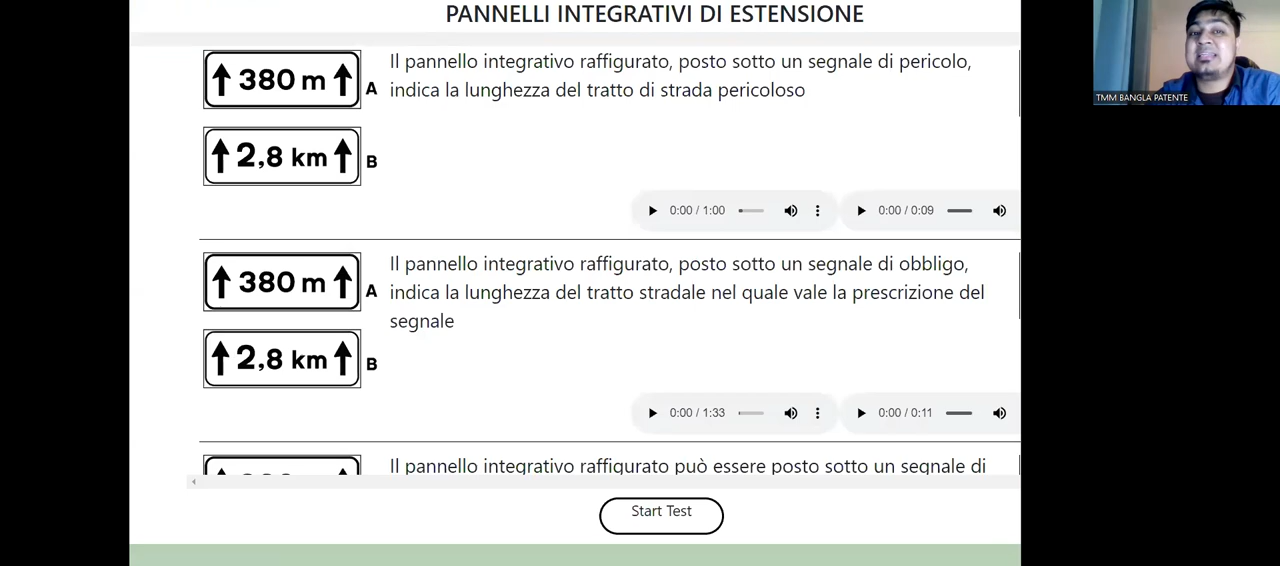 PANNELLI INTEGRATIVI DI ESTENSIONE
380 m A
2,8 km B
Il pannello integrativo raffigurato, posto sotto un segnale di pericolo,
indica la lunghezza del tratto di strada pericoloso
0:00 / 1:00
0:00 / 0:09
380 m A
2,8 km B
Il pannello integrativo raffigurato, posto sotto un segnale di obbligo,
indica la lunghezza del tratto stradale nel quale vale la prescrizione del
segnale
0:00 / 1:33
0:00 / 0:11
Il pannello integrativo raffigurato può essere posto sotto un segnale di
Start Test
TMM BANGLA PATENTE